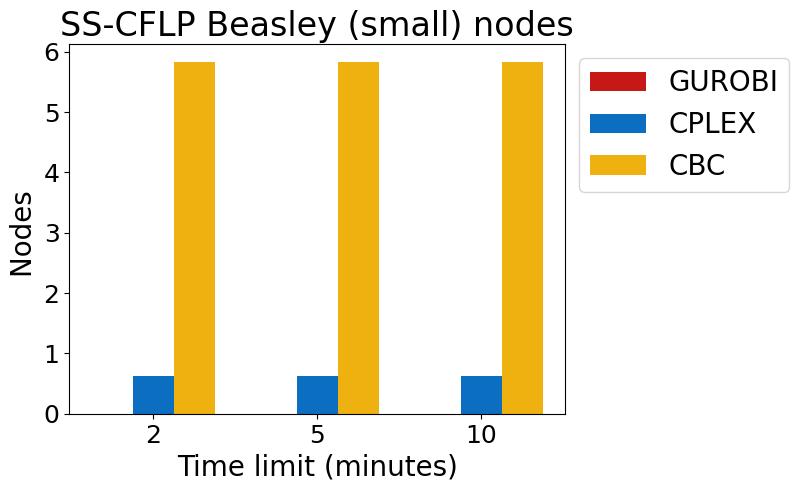 SS-CFLP Beasley (small) nodes
6
5
4
3
2
1
0
Nodes
2 5 10
Time limit (minutes)
GUROBI
CPLEX
CBC